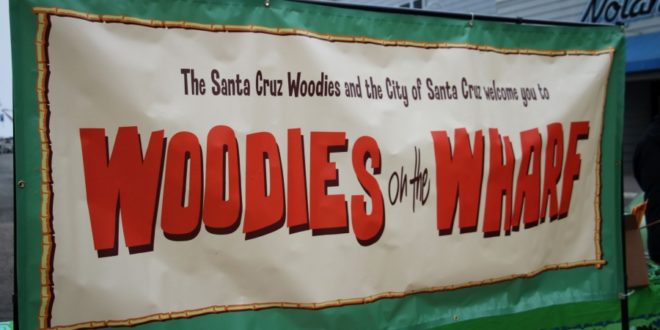 The Santa Cruz Woodies and the City of Santa Cruz welcome you to
WOODIES on the WHARF